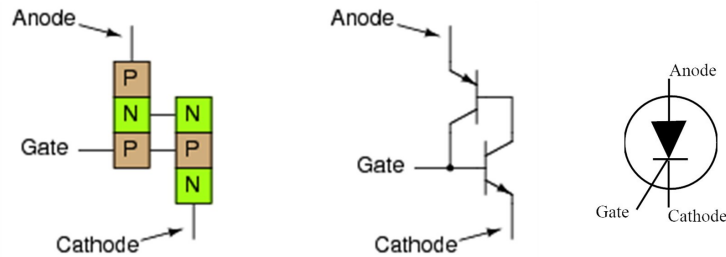 Anode
P
N N
Gate P P
N
Cathode
Anode
Gate
Cathode
Anode
Gate
Cathode